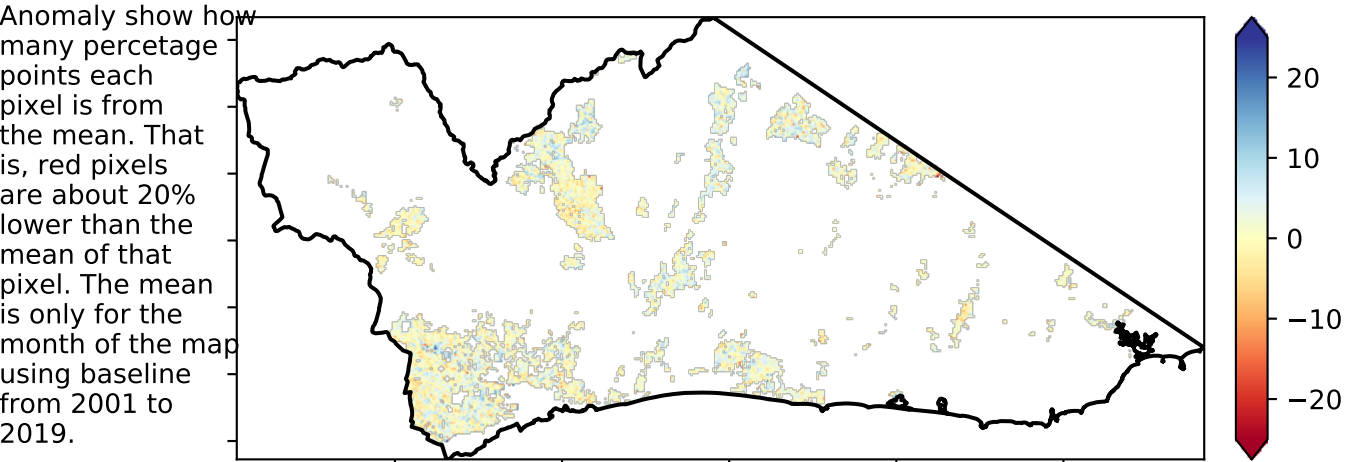 Anomaly show how
many percetage
points each
pixel is from
the mean. That
is, red pixels
are about 20%
lower than the
mean of that
pixel. The mean
is only for the
month of the map
using baseline
from 2001 to
2019.
20
10
0
−10
−20